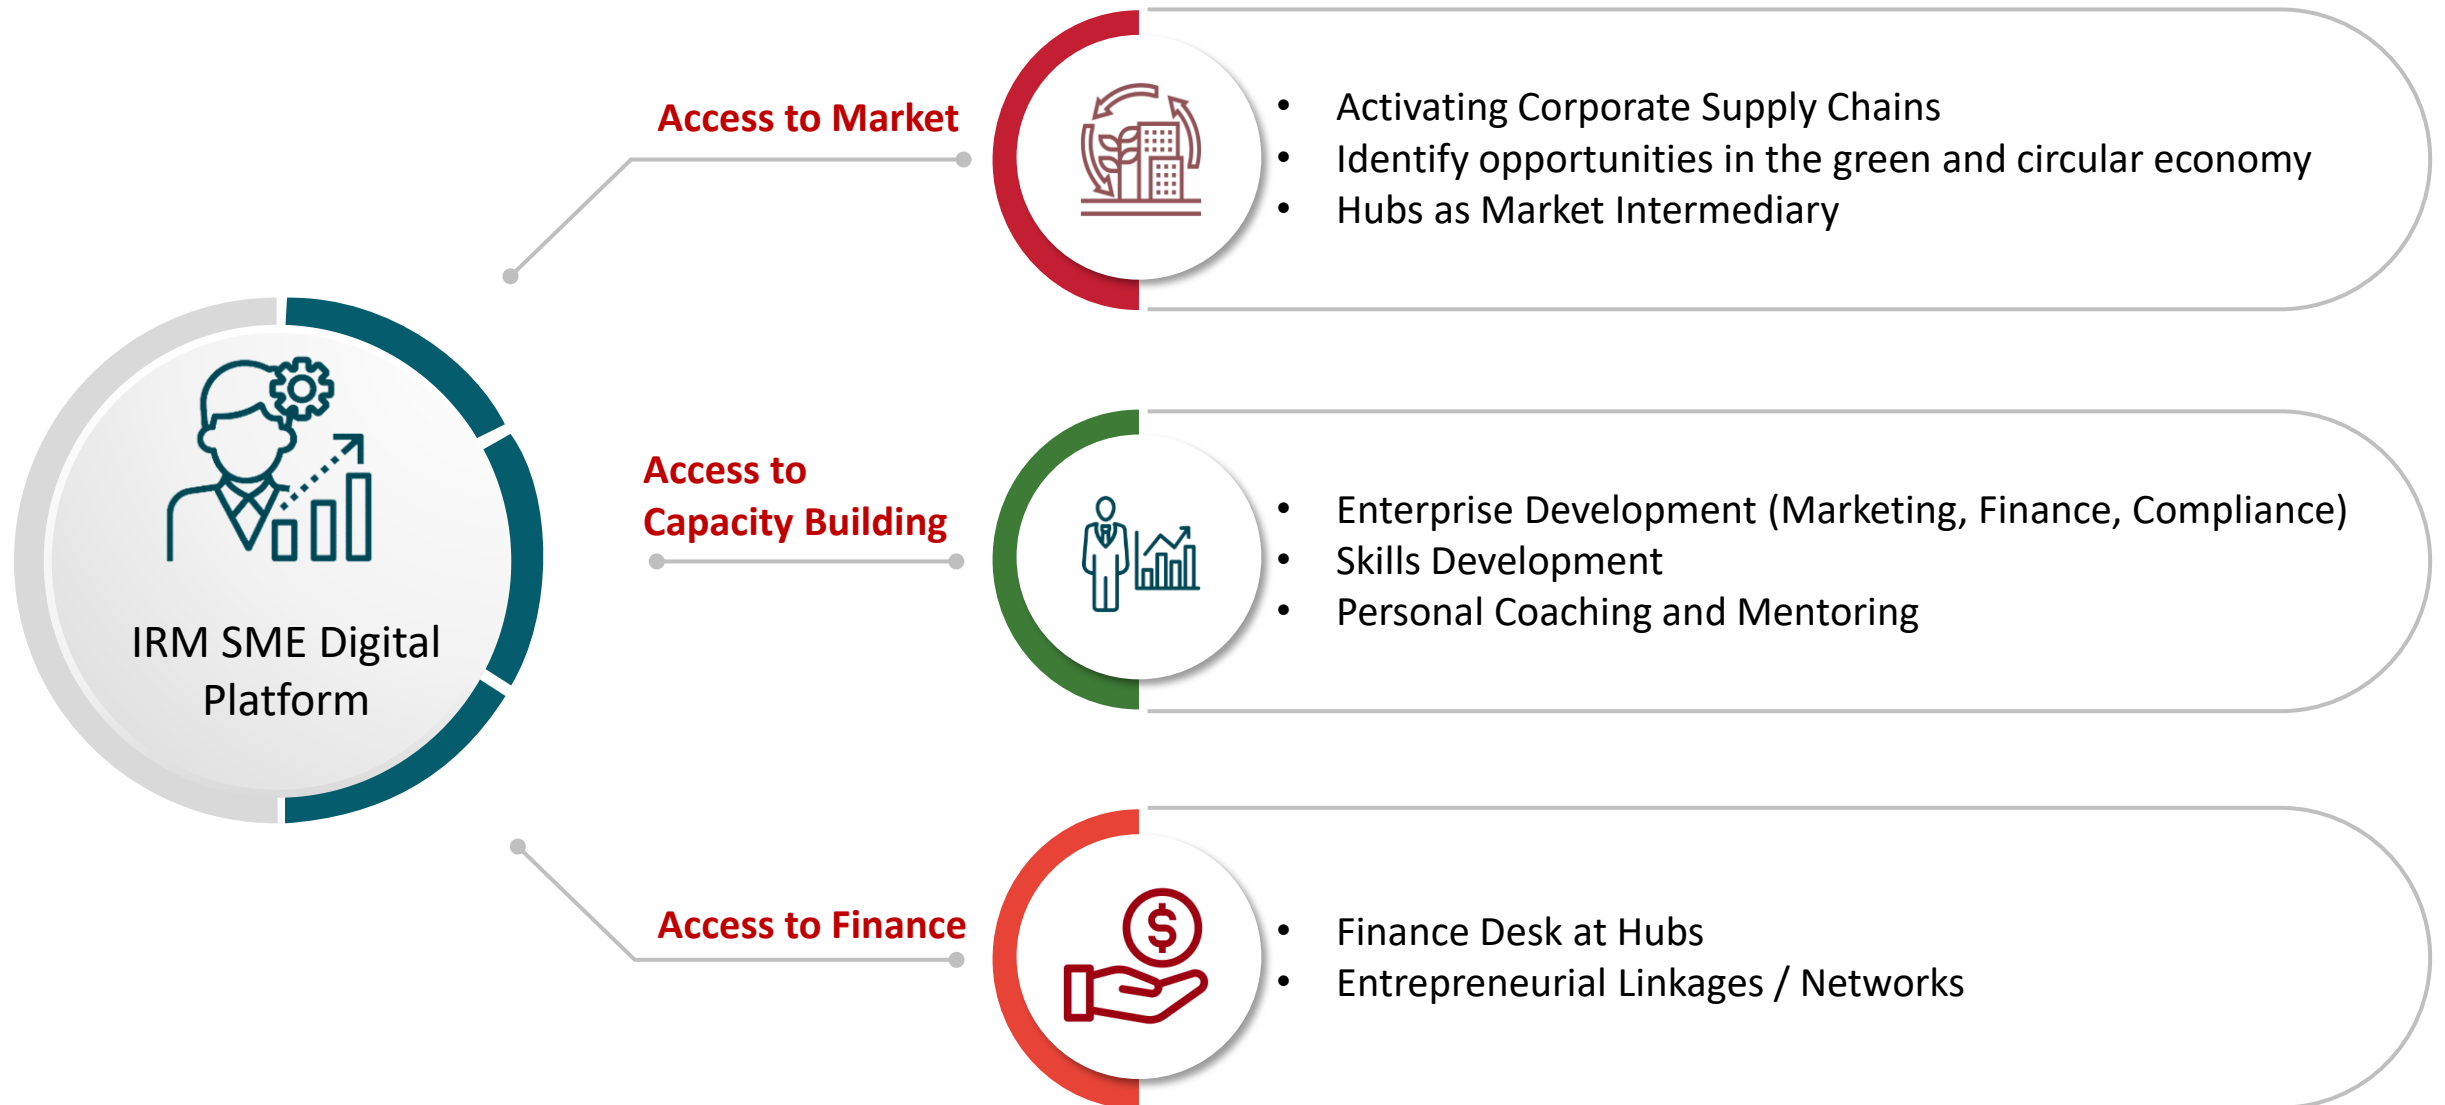 Access to Market
• Activating Corporate Supply Chains
• Identify opportunities in the green and circular economy
• Hubs as Market Intermediary
IRM SME Digital
Platform
Access to
Capacity Building
• Enterprise Development (Marketing, Finance, Compliance)
• Skills Development
• Personal Coaching and Mentoring
Access to Finance
$
• Finance Desk at Hubs
• Entrepreneurial Linkages / Networks